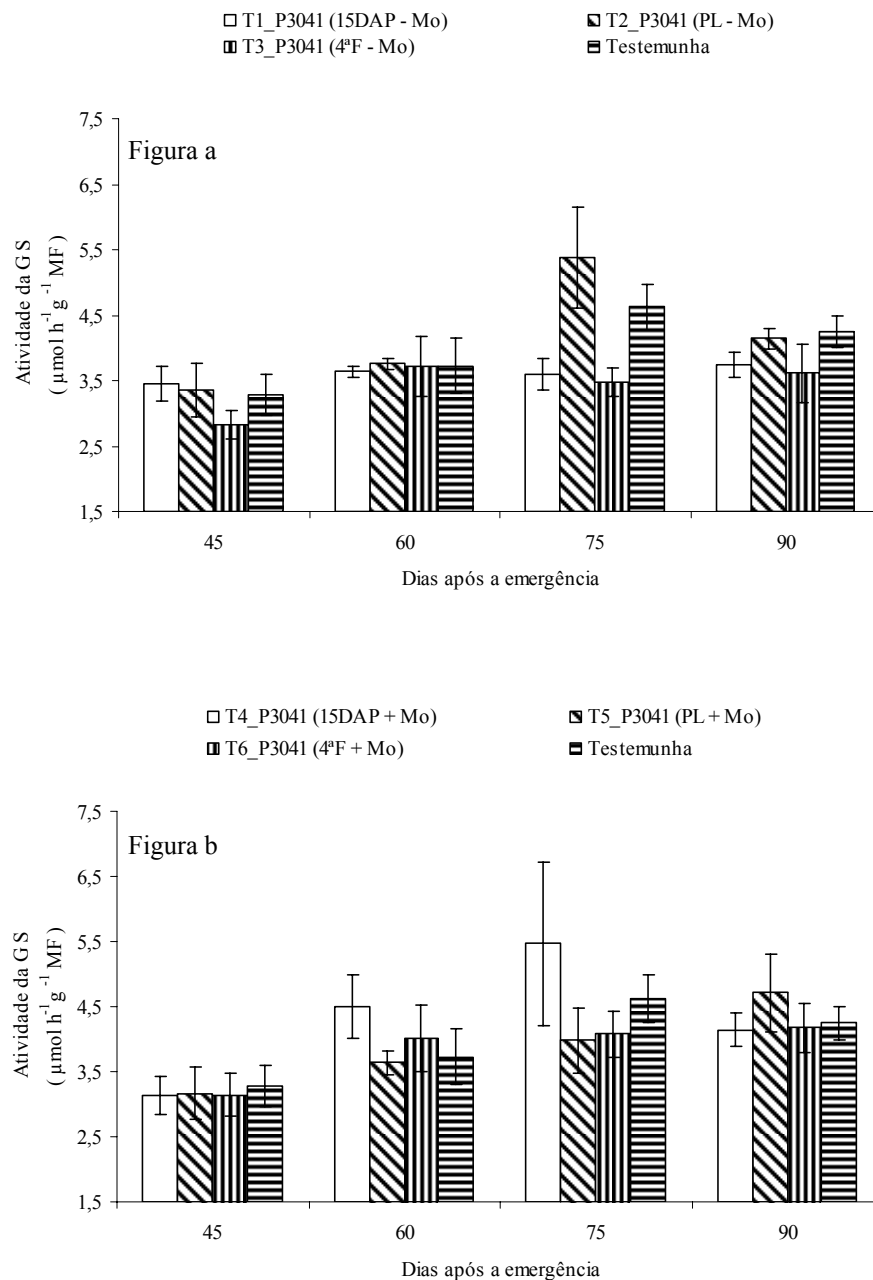 T1_P3041 (15DAP - Mo) T2_P3041 (PL - Mo)
T3_P3041 (4ªF - Mo) Testemunha
Figura a
7,5
6,5
5,5
4,5
3,5
2,5
1,5
Atividade da G S
( µmol h⁻¹ g ⁻¹ MF )
45 60 75 90
Dias após a emergência
T4_P3041 (15DAP + Mo) T5_P3041 (PL + Mo)
T6_P3041 (4ªF + Mo) Testemunha
Figura b
7,5
6,5
5,5
4,5
3,5
2,5
1,5
Atividade da G S
( µmol h⁻¹ g ⁻¹ MF )
45 60 75 90
Dias após a emergência